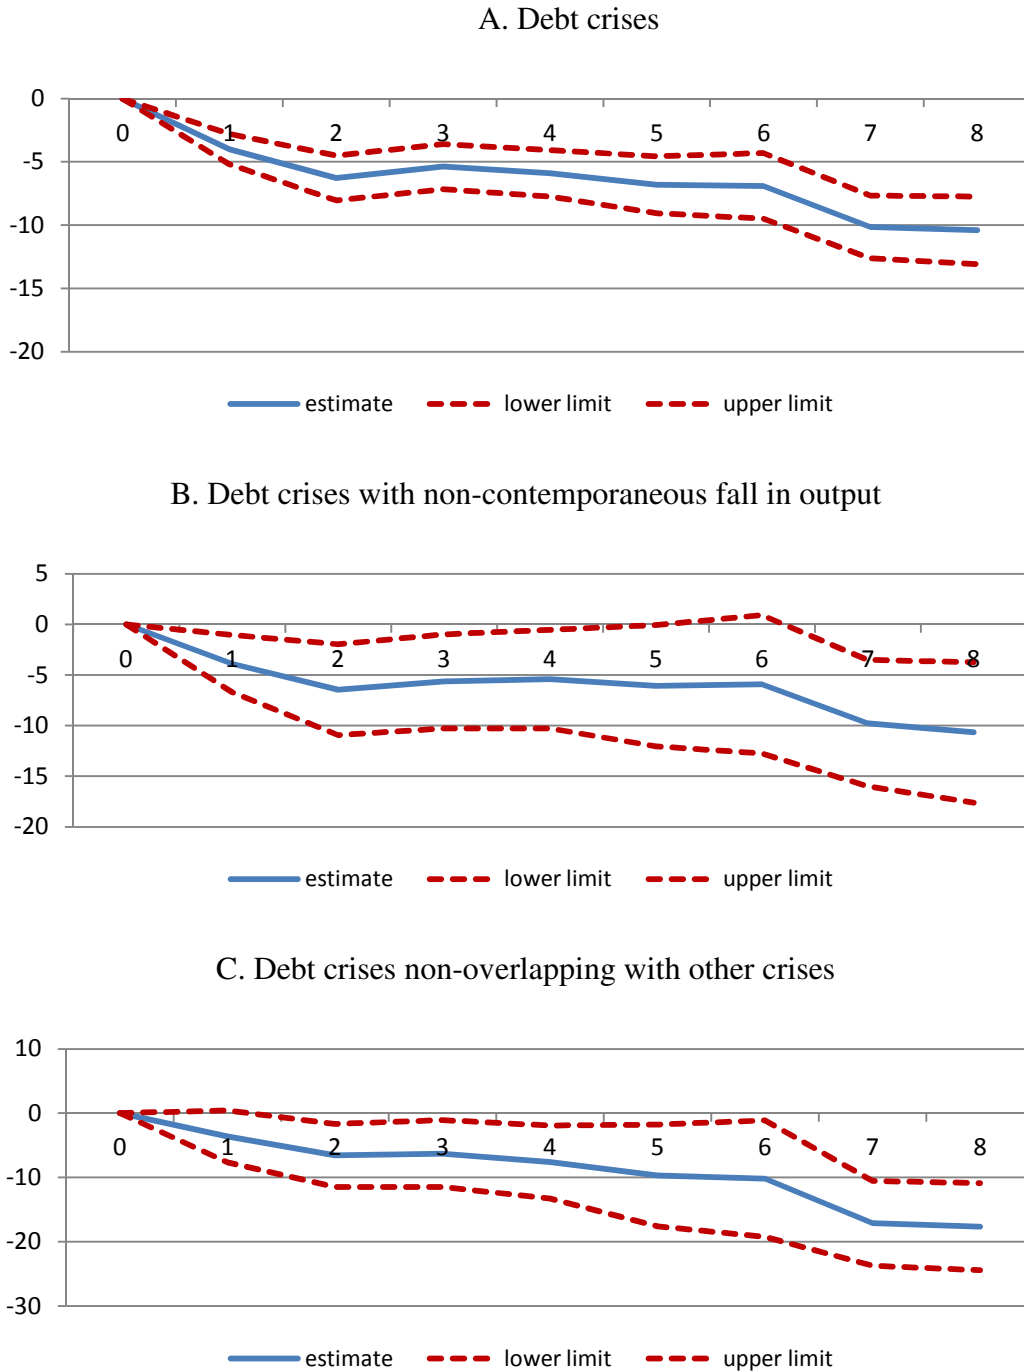 A. Debt crises
0
0 1 2 3 4 5 6 7 8
-5
-10
-15
-20
estimate lower limit upper limit
B. Debt crises with non-contemporaneous fall in output
5
0
0 1 2 3 4 5 6 7 8
-5
-10
-15
-20
estimate lower limit upper limit
C. Debt crises non-overlapping with other crises
10
0
0 1 2 3 4 5 6 7 8
-10
-20
-30
estimate lower limit upper limit